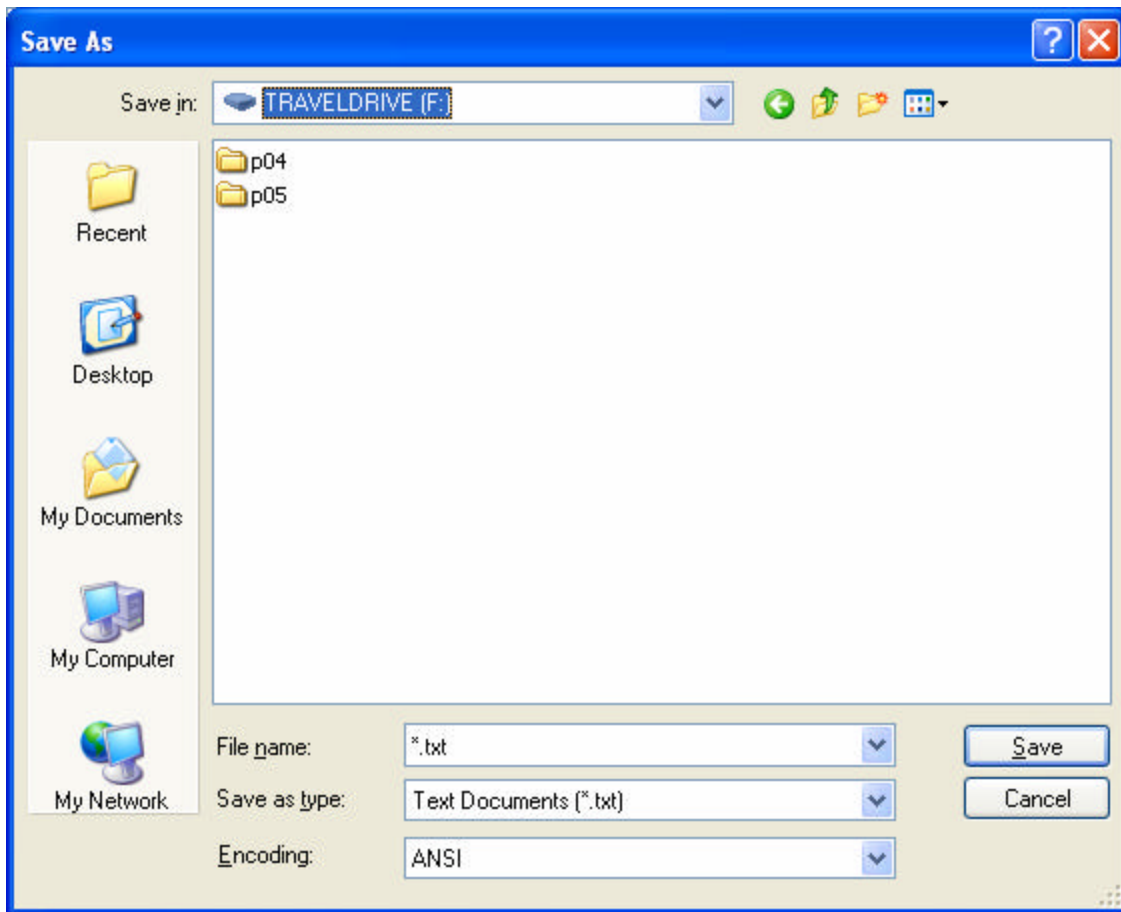 Save As
Save in:
TRAVELDRIVE (F:)
p04
p05
Recent
Desktop
My Documents
My Computer
My Network
File name:
*.txt
Save
Save as type:
Text Documents (*.txt)
Cancel
Encoding:
ANSI